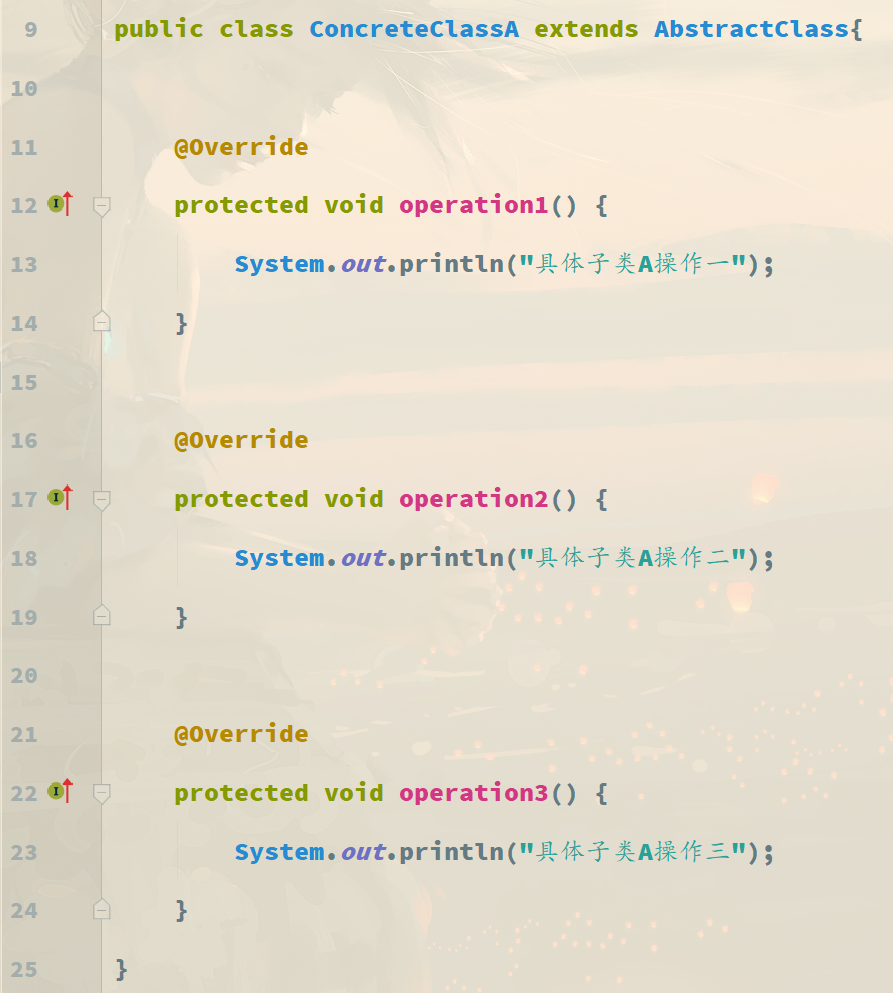 9 public class ConcreteClassA extends AbstractClass{
10
11     @Override
12     protected void operation1() {
13         System.out.println("具体子类A操作一");
14     }
15
16     @Override
17     protected void operation2() {
18         System.out.println("具体子类A操作二");
19     }
20
21     @Override
22     protected void operation3() {
23         System.out.println("具体子类A操作三");
24     }
25 }